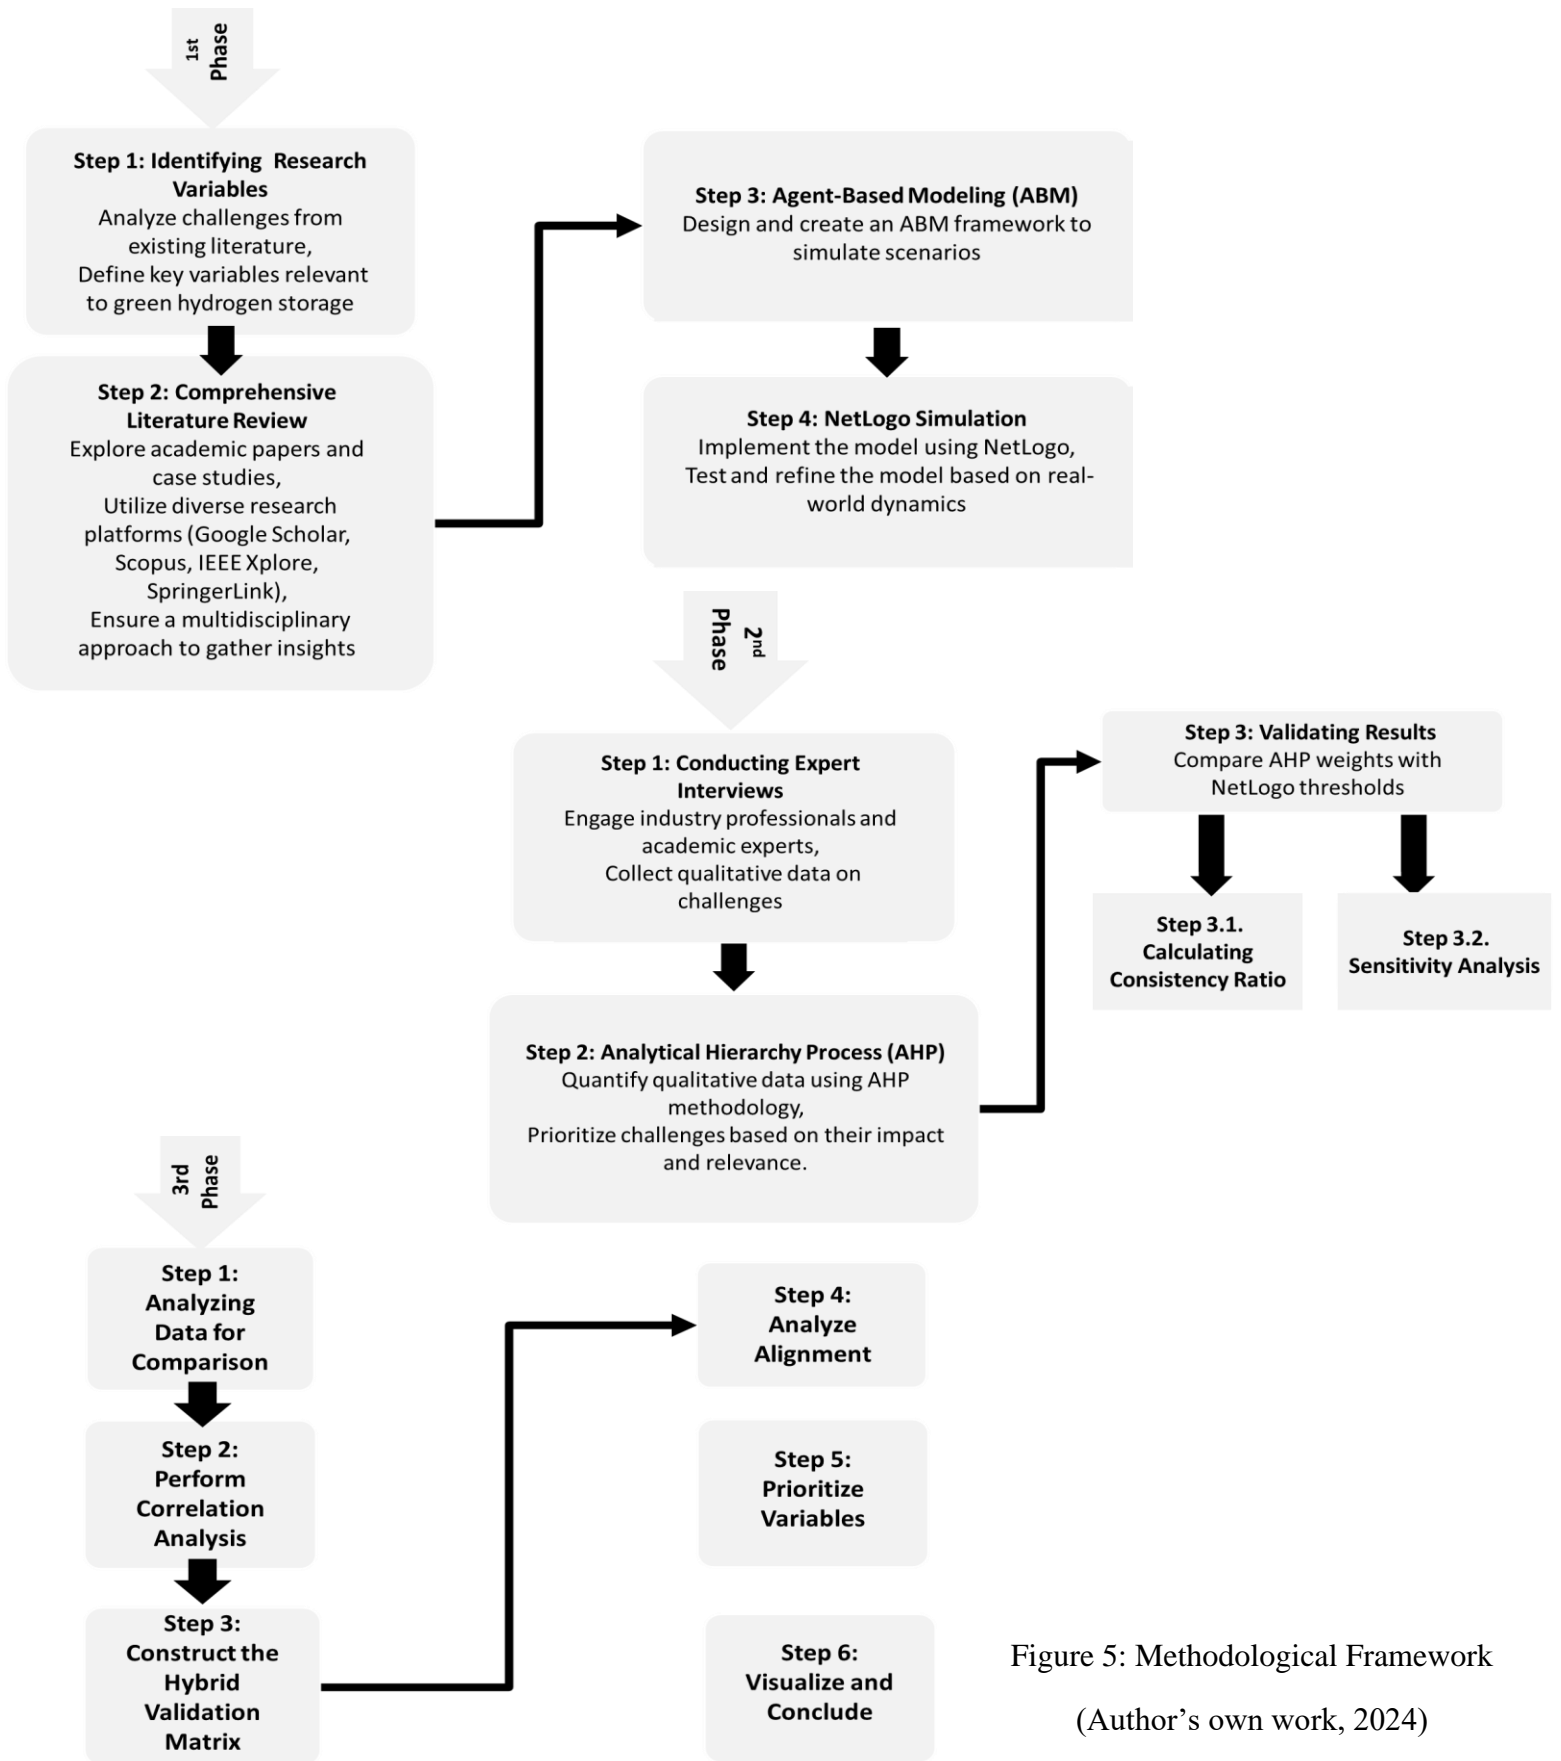 1st
Phase
Step 1: Identifying Research
Variables
Analyze challenges from
existing literature,
Define key variables relevant
to green hydrogen storage
Step 2: Comprehensive
Literature Review
Explore academic papers and
case studies,
Utilize diverse research
platforms (Google Scholar,
Scopus, IEEE Xplore,
SpringerLink),
Ensure a multidisciplinary
approach to gather insights
Step 3: Agent-Based Modeling (ABM)
Design and create an ABM framework to
simulate scenarios
Step 4: NetLogo Simulation
Implement the model using NetLogo,
Test and refine the model based on real-
world dynamics
2nd
Phase
Step 1: Conducting Expert
Interviews
Engage industry professionals and
academic experts,
Collect qualitative data on
challenges
Step 2: Analytical Hierarchy Process (AHP)
Quantify qualitative data using AHP
methodology,
Prioritize challenges based on their impact
and relevance.
Step 3: Validating Results
Compare AHP weights with
NetLogo thresholds
Step 3.1.
Calculating
Consistency Ratio
Step 3.2.
Sensitivity Analysis
3rd
Phase
Step 1:
Analyzing
Data for
Comparison
Step 2:
Perform
Correlation
Analysis
Step 3:
Construct the
Hybrid
Validation
Matrix
Step 4:
Analyze
Alignment
Step 5:
Prioritize
Variables
Step 6:
Visualize and
Conclude
Figure 5: Methodological Framework
(Author’s own work, 2024)